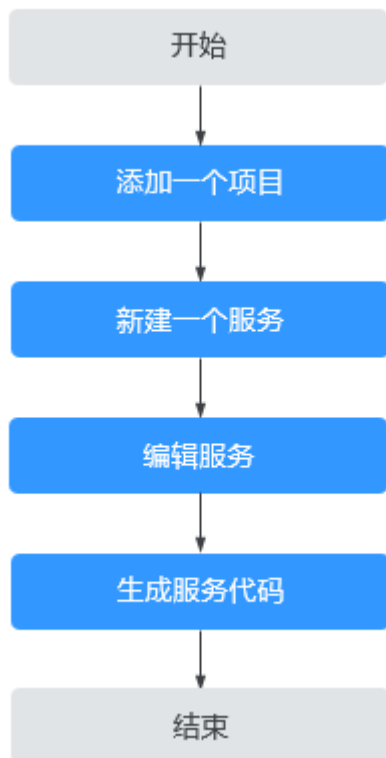 开始
添加一个项目
新建一个服务
编辑服务
生成服务代码
结束